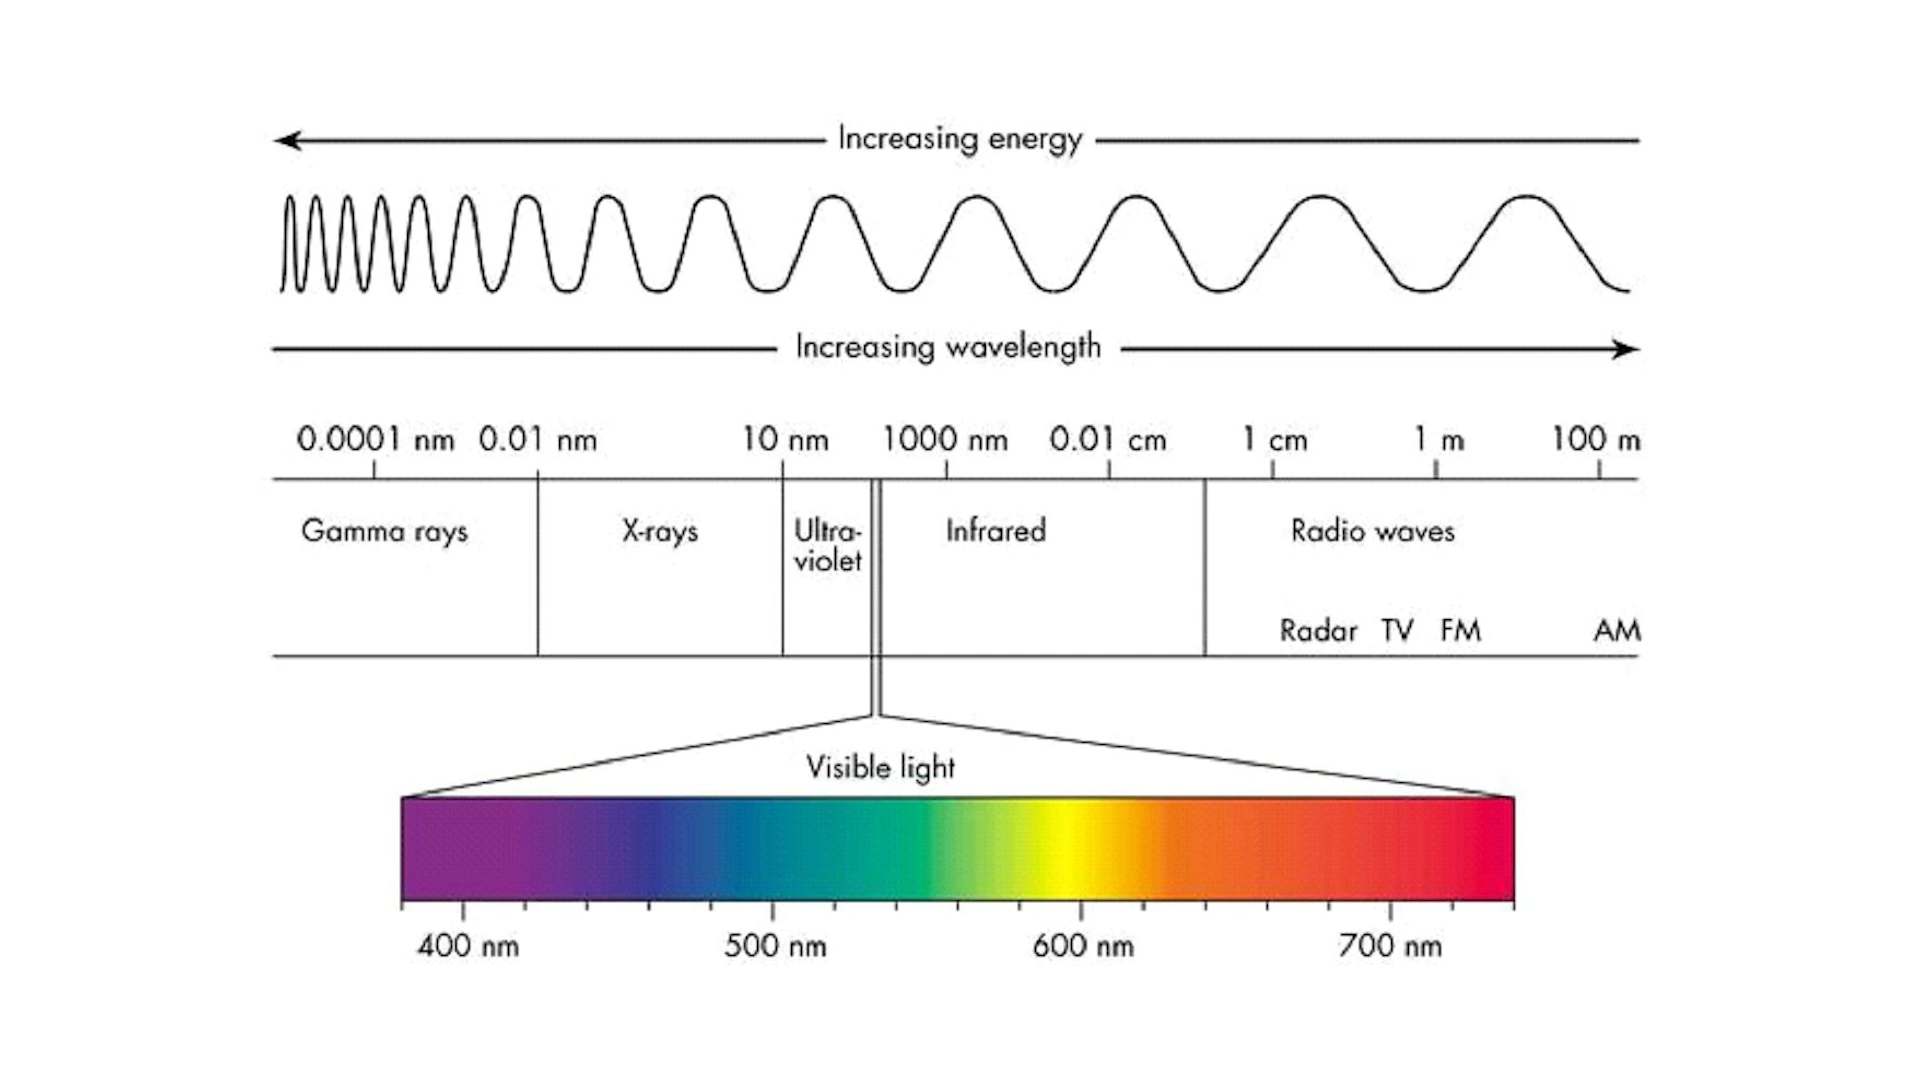 Increasing energy
Increasing wavelength
0.0001 nm 0.01 nm 10 nm 1000 nm 0.01 cm 1 cm 1 m 100 m
Gamma rays X-rays Ultra- Infrared Radio waves
violet
Radar TV FM AM
Visible light
400 nm 500 nm 600 nm 700 nm